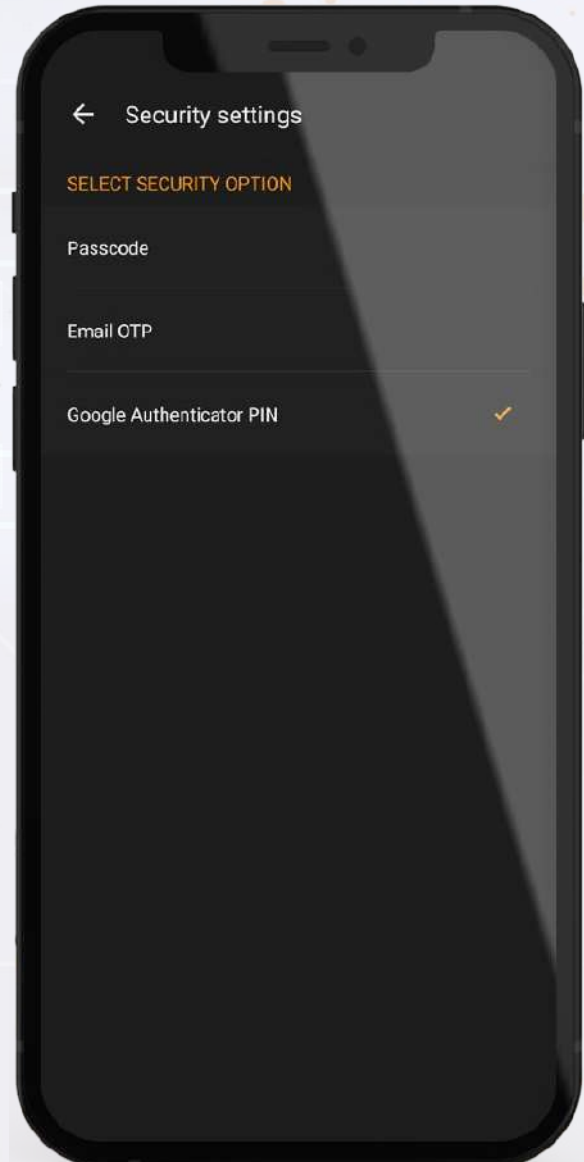 Security settings
SELECT SECURITY OPTION
Passcode
Email OTP
Google Authenticator PIN